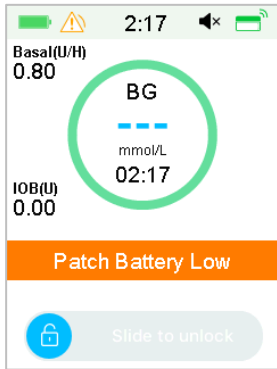 2:17
Basal(U/H)
0.80
BG
---
mmol/L
02:17
IOB(U)
0.00
Patch Battery Low
Slide to unlock